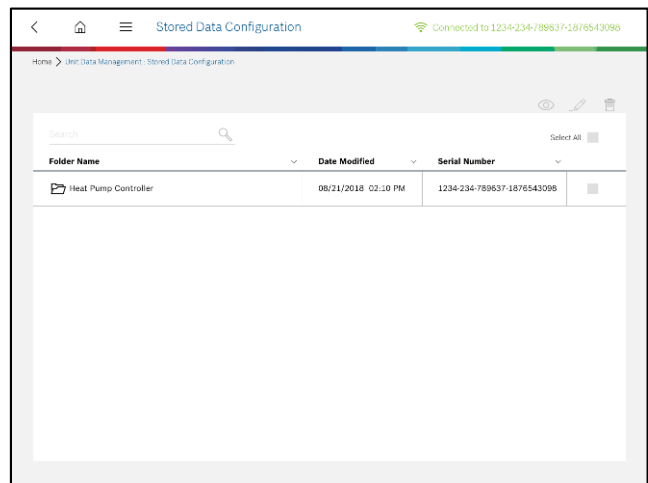 Stored Data Configuration
Connected to 1234-234-789637-1876543098
Home > Unit Data Management : Stored Data Configuration
Search
Select All
Folder Name Date Modified Serial Number
Heat Pump Controller 08/21/2018 02:10 PM 1234-234-789637-1876543098